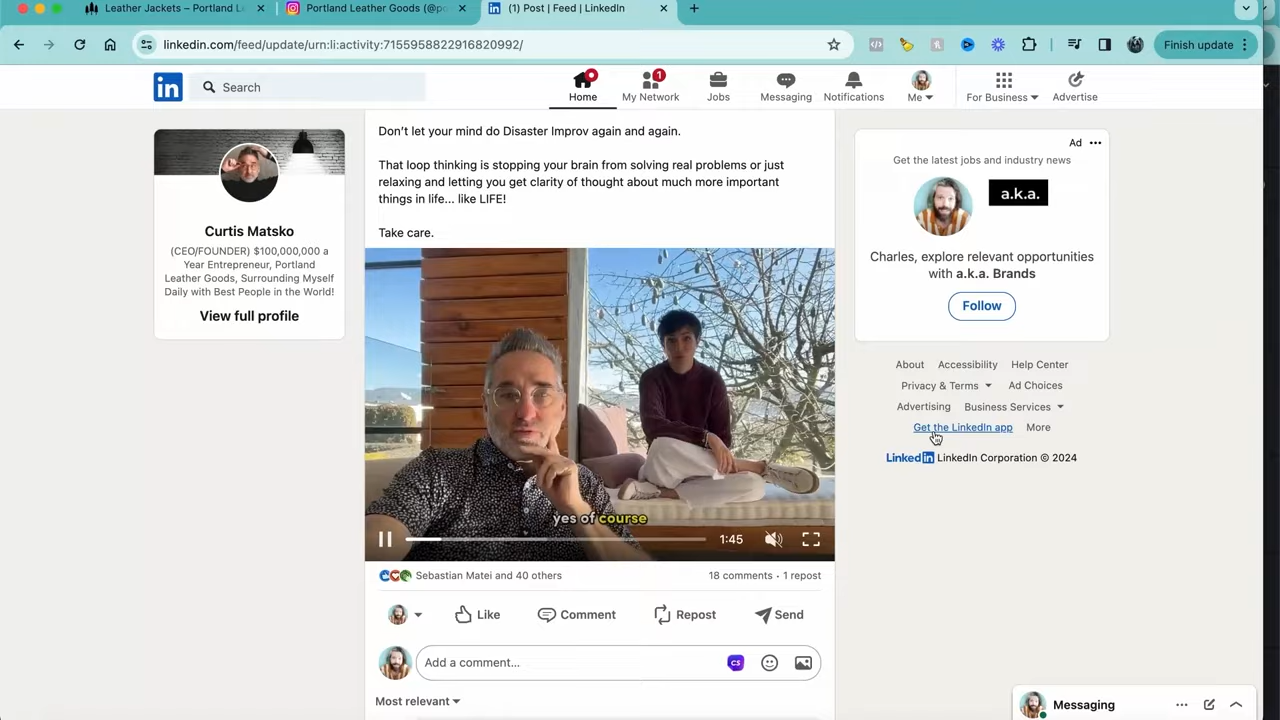 Leather Jackets – Portland L
Portland Leather Goods (@po
(1) Post | Feed | LinkedIn
linkedin.com/feed/update/urn:li:activity:7155958822916820992/
Finish update
in
Search
Home
1
My Network
Jobs
Messaging
Notifications
Me
For Business
Advertise
Curtis Matsko
(CEO/FOUNDER) $100,000,000 a
Year Entrepreneur, Portland
Leather Goods, Surrounding Myself
Daily with Best People in the World!
View full profile
Don't let your mind do Disaster Improv again and again.
That loop thinking is stopping your brain from solving real problems or just
relaxing and letting you get clarity of thought about much more important
things in life... like LIFE!
Take care.
yes of course
1:45
Sebastian Matei and 40 others
18 comments · 1 repost
Like
Comment
Repost
Send
Add a comment...
CS
Most relevant
Ad
Get the latest jobs and industry news
a.k.a.
Charles, explore relevant opportunities
with a.k.a. Brands
Follow
About
Accessibility
Help Center
Privacy & Terms
Ad Choices
Advertising
Business Services
Get the LinkedIn app
More
LinkedIn LinkedIn Corporation © 2024
Messaging